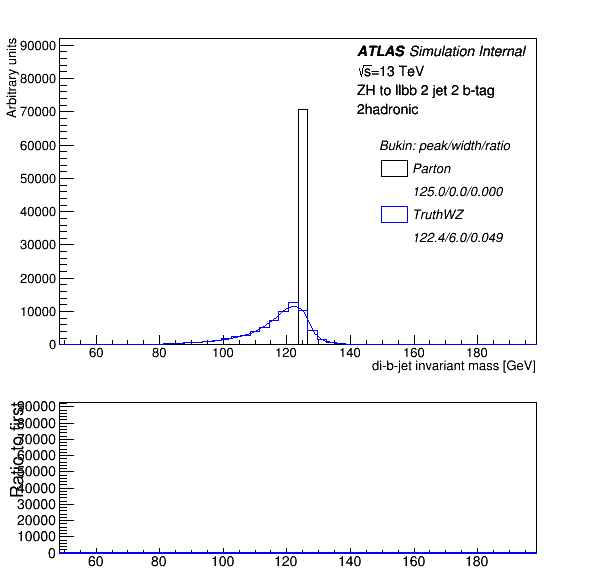 Arbitrary units
90000
80000
70000
60000
50000
40000
30000
20000
10000
0
ATLAS Simulation Internal
√s=13 TeV
ZH to llbb 2 jet 2 b-tag
2hadronic
Bukin: peak/width/ratio
Parton
125.0/0.0/0.000
TruthWZ
122.4/6.0/0.049
60 80 100 120 140 160 180
di-b-jet invariant mass [GeV]
Ratio to first
90000
80000
70000
60000
50000
40000
30000
20000
10000
0
60 80 100 120 140 160 180